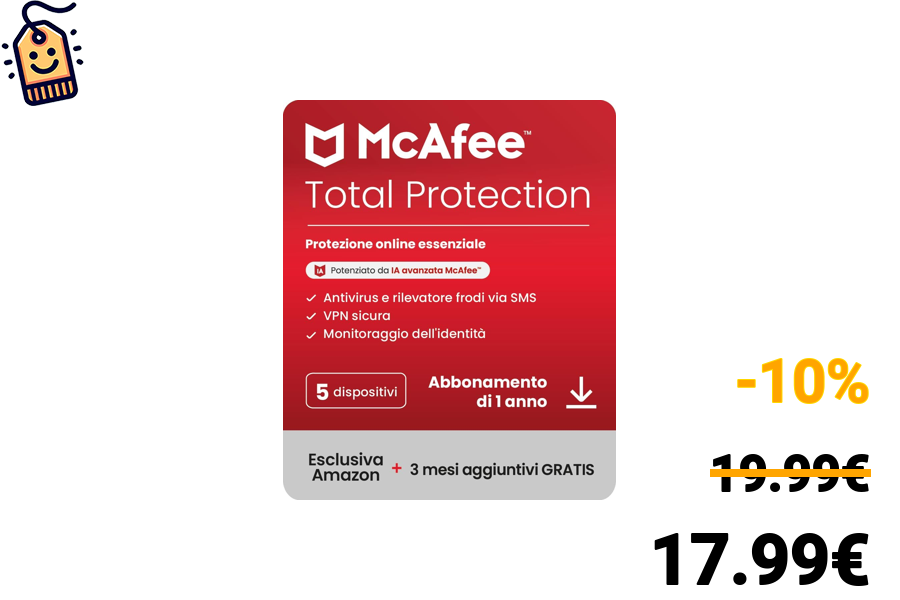 McAfee™
Total Protection
Protezione online essenziale
IA Potenziato da IA avanzata McAfee™
Antivirus e rilevatore frodi via SMS
VPN sicura
Monitoraggio dell'identità
5 dispositivi
Abbonamento
di 1 anno
Esclusiva
Amazon
+ 3 mesi aggiuntivi GRATIS
-10%
19.99€
17.99€